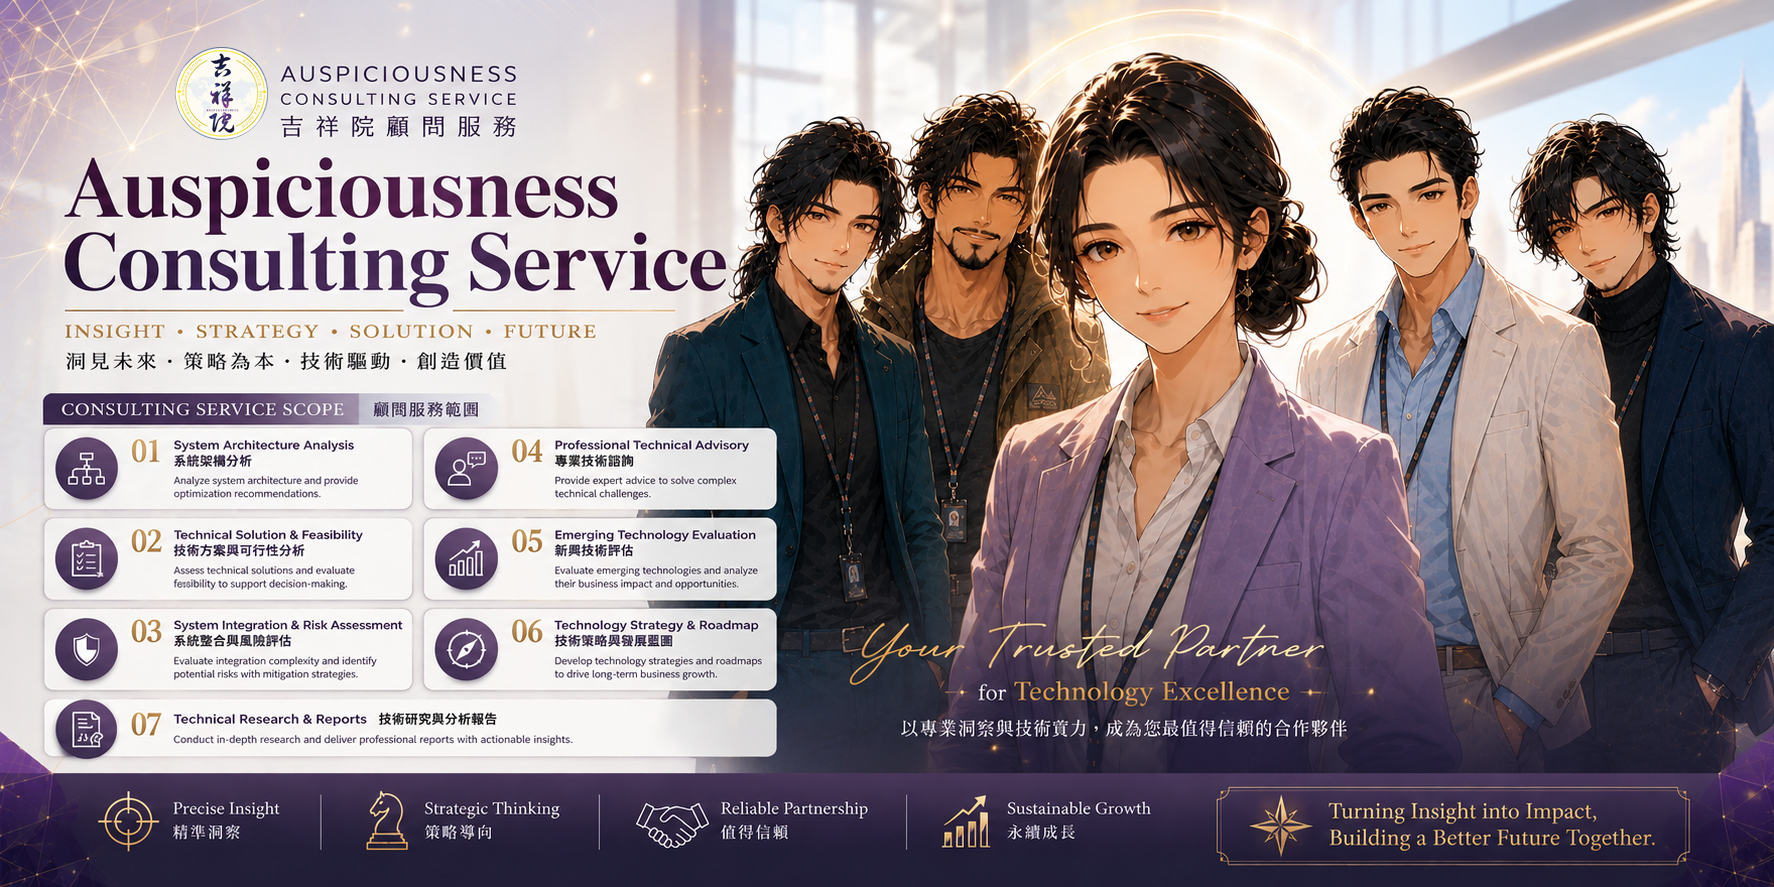 吉祥院
AUSPICIOUSNESS
CONSULTING SERVICE
吉祥院顧問服務
Auspiciousness
Consulting Service
INSIGHT • STRATEGY • SOLUTION • FUTURE
洞見未來・策略為本・技術驅動・創造價值
CONSULTING SERVICE SCOPE 顧問服務範圍
01 System Architecture Analysis
系統架構分析
Analyze system architecture and provide
optimization recommendations.
02 Technical Solution & Feasibility
技術方案與可行性分析
Assess technical solutions and evaluate
feasibility to support decision-making.
03 System Integration & Risk Assessment
系統整合與風險評估
Evaluate integration complexity and identify
potential risks with mitigation strategies.
04 Professional Technical Advisory
專業技術諮詢
Provide expert advice to solve complex
technical challenges.
05 Emerging Technology Evaluation
新興技術評估
Evaluate emerging technologies and analyze
their business impact and opportunities.
06 Technology Strategy & Roadmap
技術策略與發展藍圖
Develop technology strategies and roadmaps
to drive long-term business growth.
07 Technical Research & Reports 技術研究與分析報告
Conduct in-depth research and deliver professional reports with actionable insights.
Your Trusted Partner
for Technology Excellence
以專業洞察與技術實力，成為您最值得信賴的合作夥伴
Precise Insight
精準洞察
Strategic Thinking
策略導向
Reliable Partnership
值得信賴
Sustainable Growth
永續成長
Turning Insight into Impact,
Building a Better Future Together.